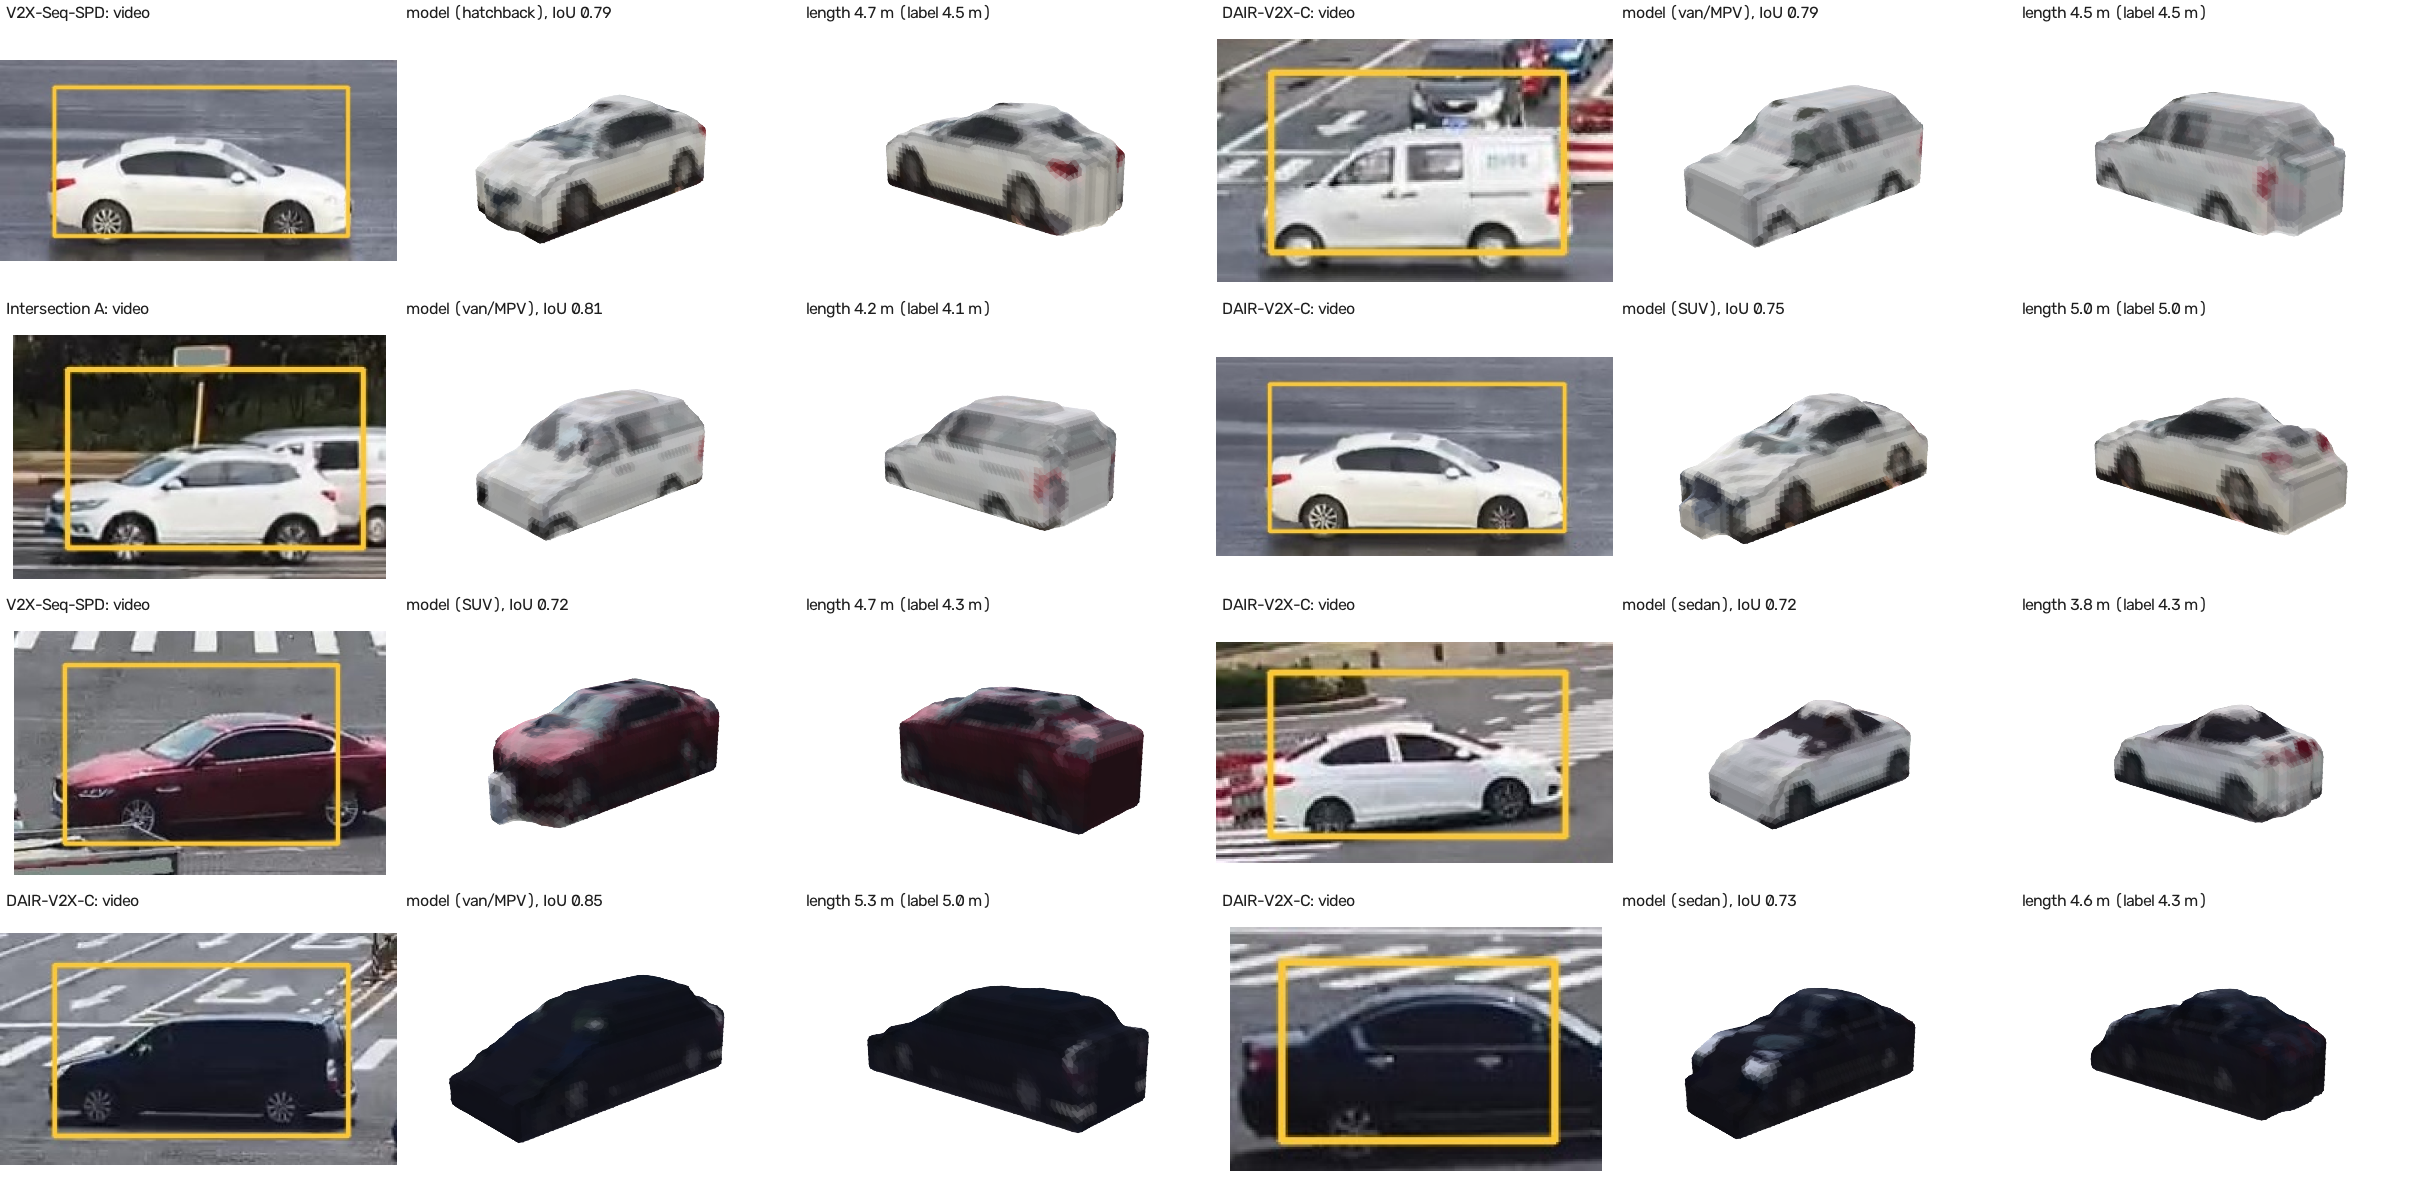 V2X-Seq-SPD: video
model (hatchback), IoU 0.79
length 4.7 m (label 4.5 m)
DAIR-V2X-C: video
model (van/MPV), IoU 0.79
length 4.5 m (label 4.5 m)
Intersection A: video
model (van/MPV), IoU 0.81
length 4.2 m (label 4.1 m)
DAIR-V2X-C: video
model (SUV), IoU 0.75
length 5.0 m (label 5.0 m)
V2X-Seq-SPD: video
model (SUV), IoU 0.72
length 4.7 m (label 4.3 m)
DAIR-V2X-C: video
model (sedan), IoU 0.72
length 3.8 m (label 4.3 m)
DAIR-V2X-C: video
model (van/MPV), IoU 0.85
length 5.3 m (label 5.0 m)
DAIR-V2X-C: video
model (sedan), IoU 0.73
length 4.6 m (label 4.3 m)